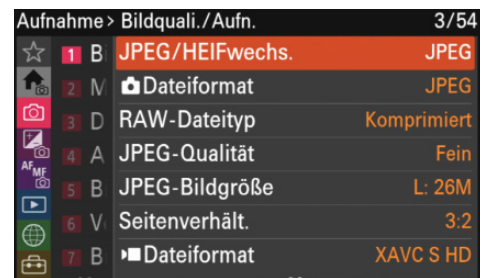 Aufnahme> Bildquali./Aufn. 3/54
1 B JPEG/HEIFwechs. JPEG
2 M Dateiformat JPEG
3 D RAW-Dateityp Komprimiert
4 A JPEG-Qualität Fein
AFMF
5 B JPEG-Bildgröße L: 26M
6 V Seitenverhält. 3:2
7 B Dateiformat XAVC S HD